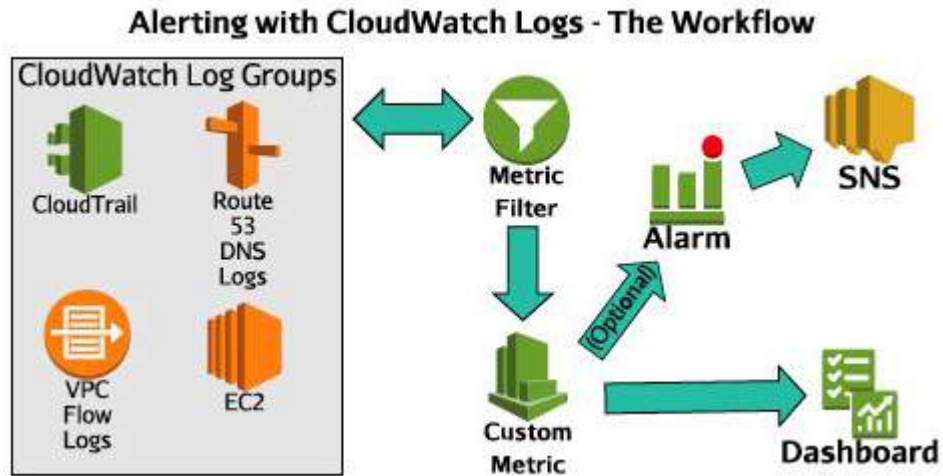 Alerting with CloudWatch Logs - The Workflow
CloudWatch Log Groups
CloudTrail
Route
53
DNS
Logs
VPC
Flow
Logs
EC2
Metric
Filter
Custom
Metric
(Optional)
Alarm
SNS
Dashboard